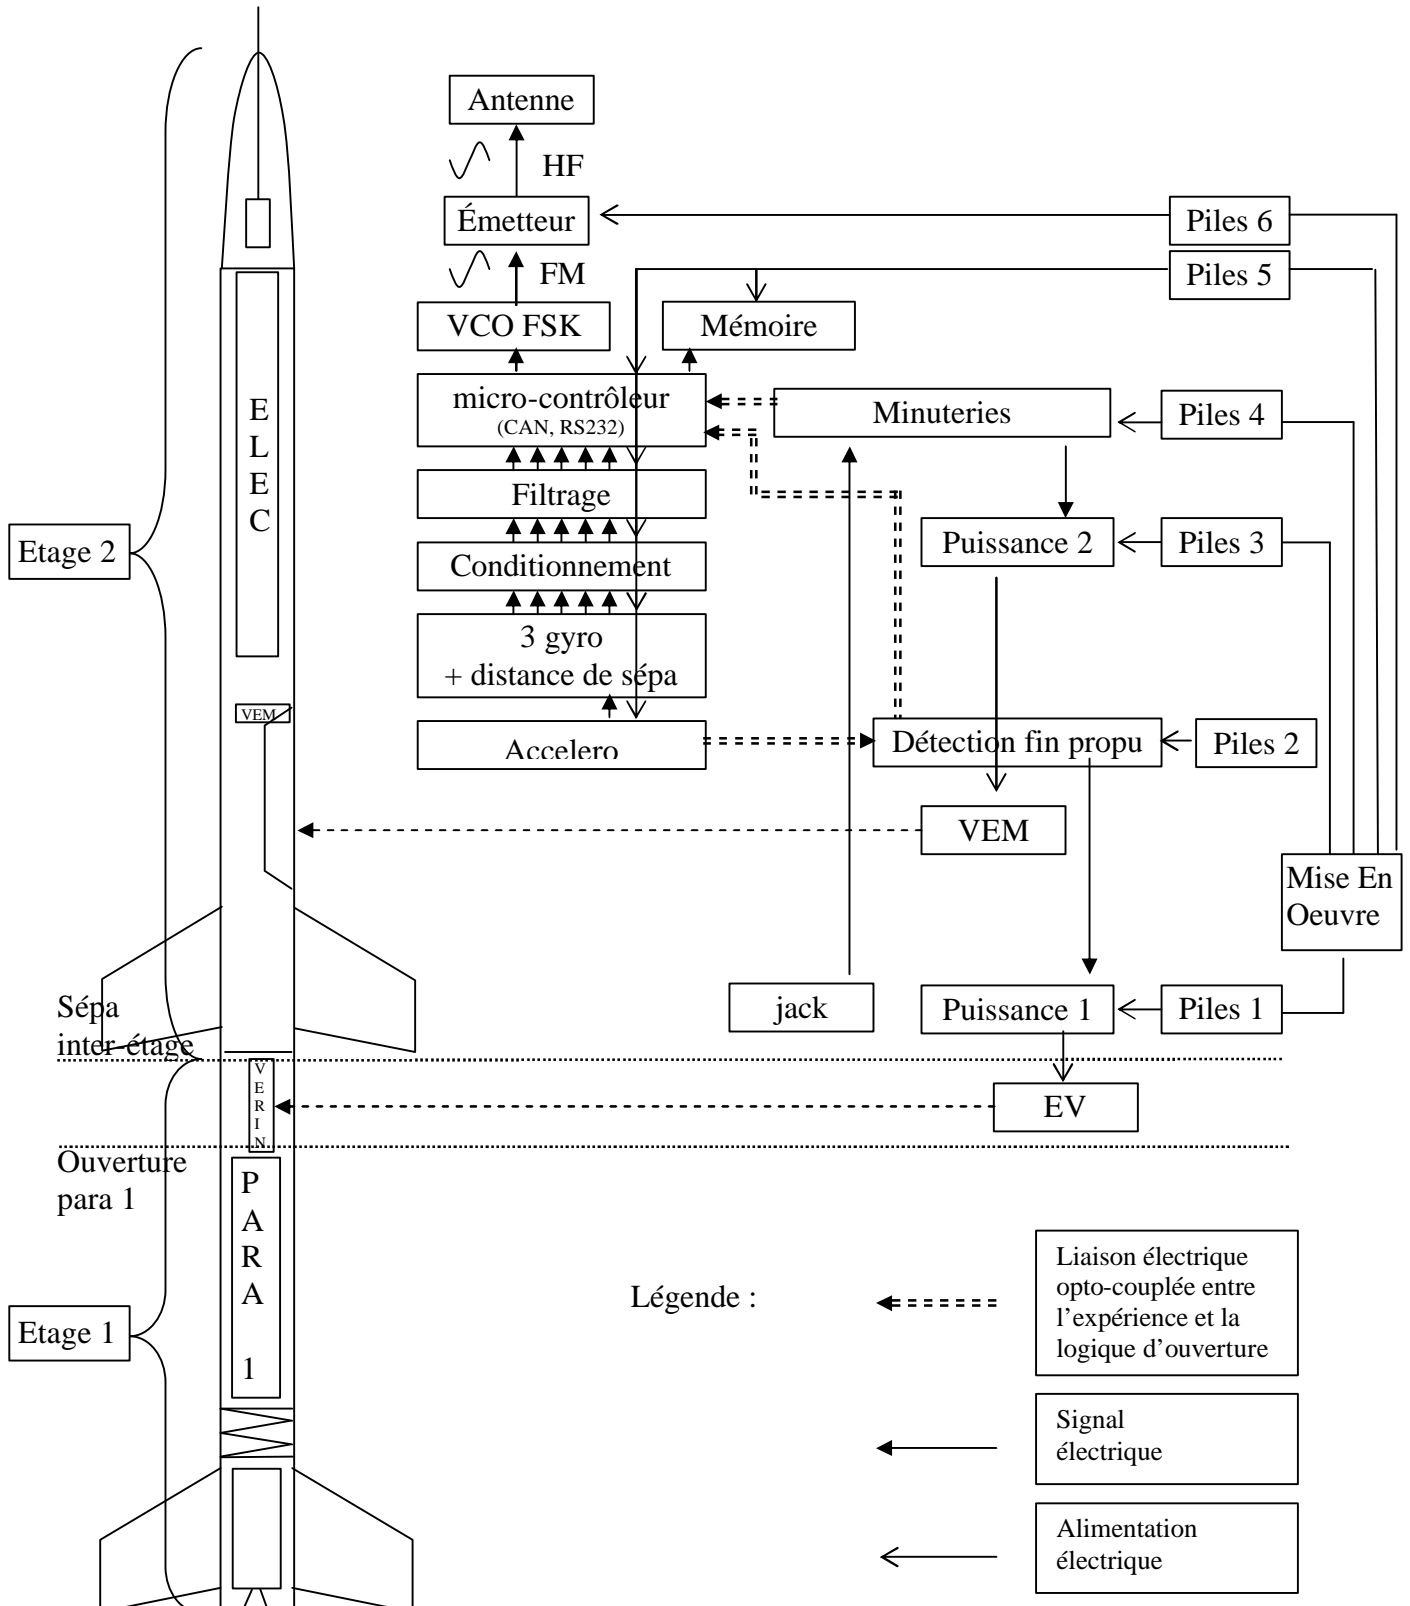 Antenne
HF
Émetteur
Piles 6
FM
Piles 5
VCO FSK
Mémoire
micro-contrôleur
(CAN, RS232)
Minuteries
Piles 4
E
L
E
C
Filtrage
Etage 2
Puissance 2
Piles 3
Conditionnement
3 gyro
+ distance de sépa
VEM
Accelero
Détection fin propu
Piles 2
VEM
Mise En
Oeuvre
Sépa
inter-étage
jack
Puissance 1
Piles 1
V
E
R
I
N
EV
Ouverture
para 1
P
A
R
A
1
Etage 1
Légende :
Liaison électrique
opto-couplée entre
l’expérience et la
logique d’ouverture
Signal
électrique
Alimentation
électrique